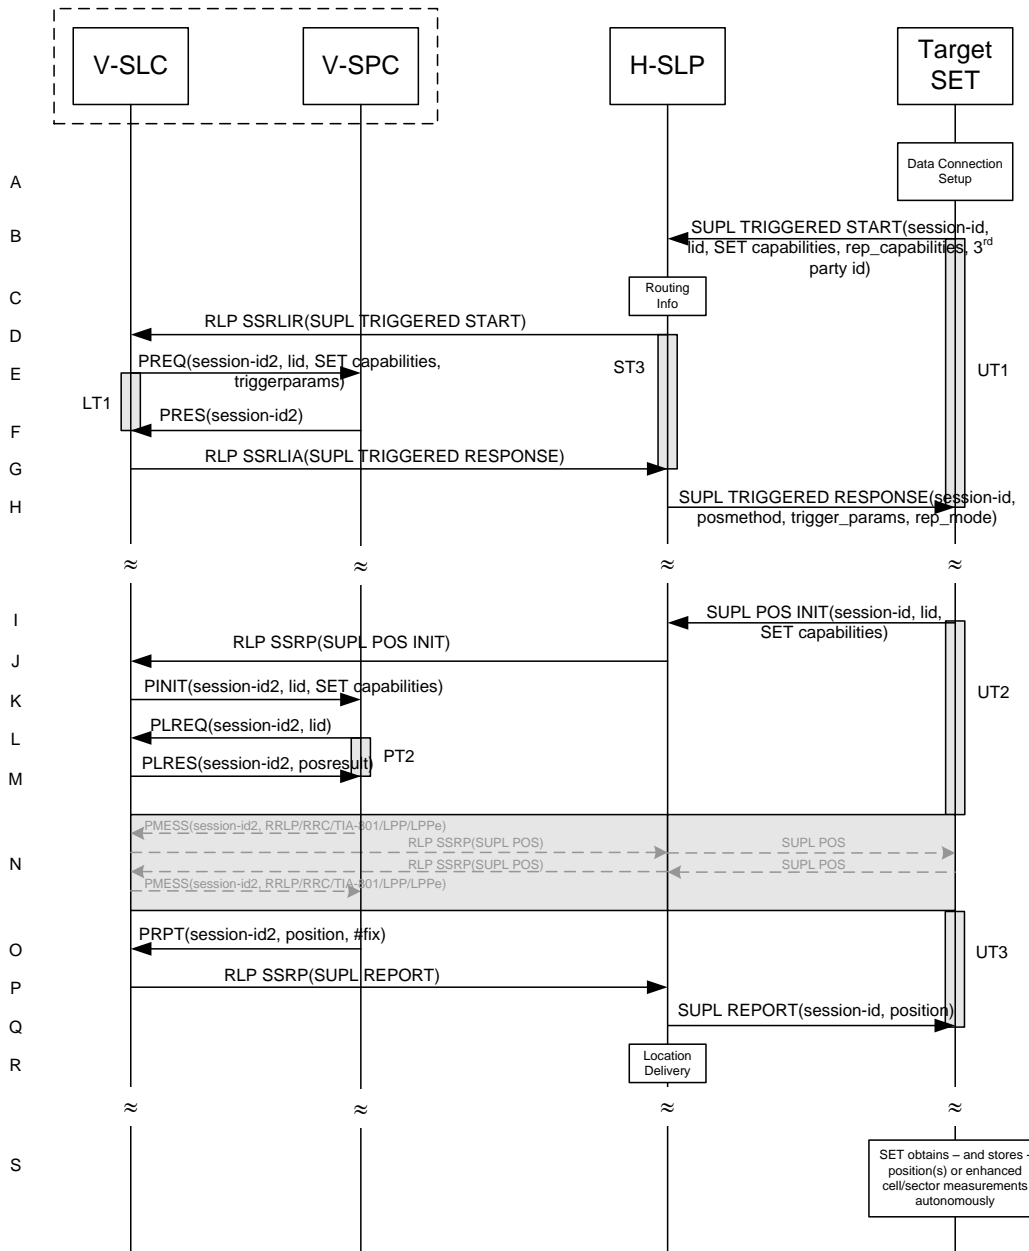 V-SLC
V-SPC
H-SLP
Target
SET
A
Data Connection
Setup
B
SUPL TRIGGERED START(session-id,
lid, SET capabilities, rep_capabilities, 3rd
party id)
C
Routing
Info
D
RLP SSRLIR(SUPL TRIGGERED START)
E
PREQ(session-id2, lid, SET capabilities,
triggerparams)
ST3
UT1
LT1
F
PRES(session-id2)
G
RLP SSRLIA(SUPL TRIGGERED RESPONSE)
H
SUPL TRIGGERED RESPONSE(session-id,
posmethod, trigger_params, rep_mode)
≈ ≈ ≈ ≈
I
SUPL POS INIT(session-id, lid,
SET capabilities)
J
RLP SSRP(SUPL POS INIT)
K
PINIT(session-id2, lid, SET capabilities)
UT2
L
PLREQ(session-id2, lid)
PT2
M
PLRES(session-id2, posresult)
N
PMESS(session-id2, RRLP/RRC/TIA-801/LPP/LPPe)
RLP SSRP(SUPL POS)
SUPL POS
RLP SSRP(SUPL POS)
SUPL POS
PMESS(session-id2, RRLP/RRC/TIA-801/LPP/LPPe)
O
PRPT(session-id2, position, #fix)
UT3
P
RLP SSRP(SUPL REPORT)
Q
SUPL REPORT(session-id, position)
R
Location
Delivery
≈ ≈ ≈ ≈
S
SET obtains – and stores -
position(s) or enhanced
cell/sector measurements
autonomously